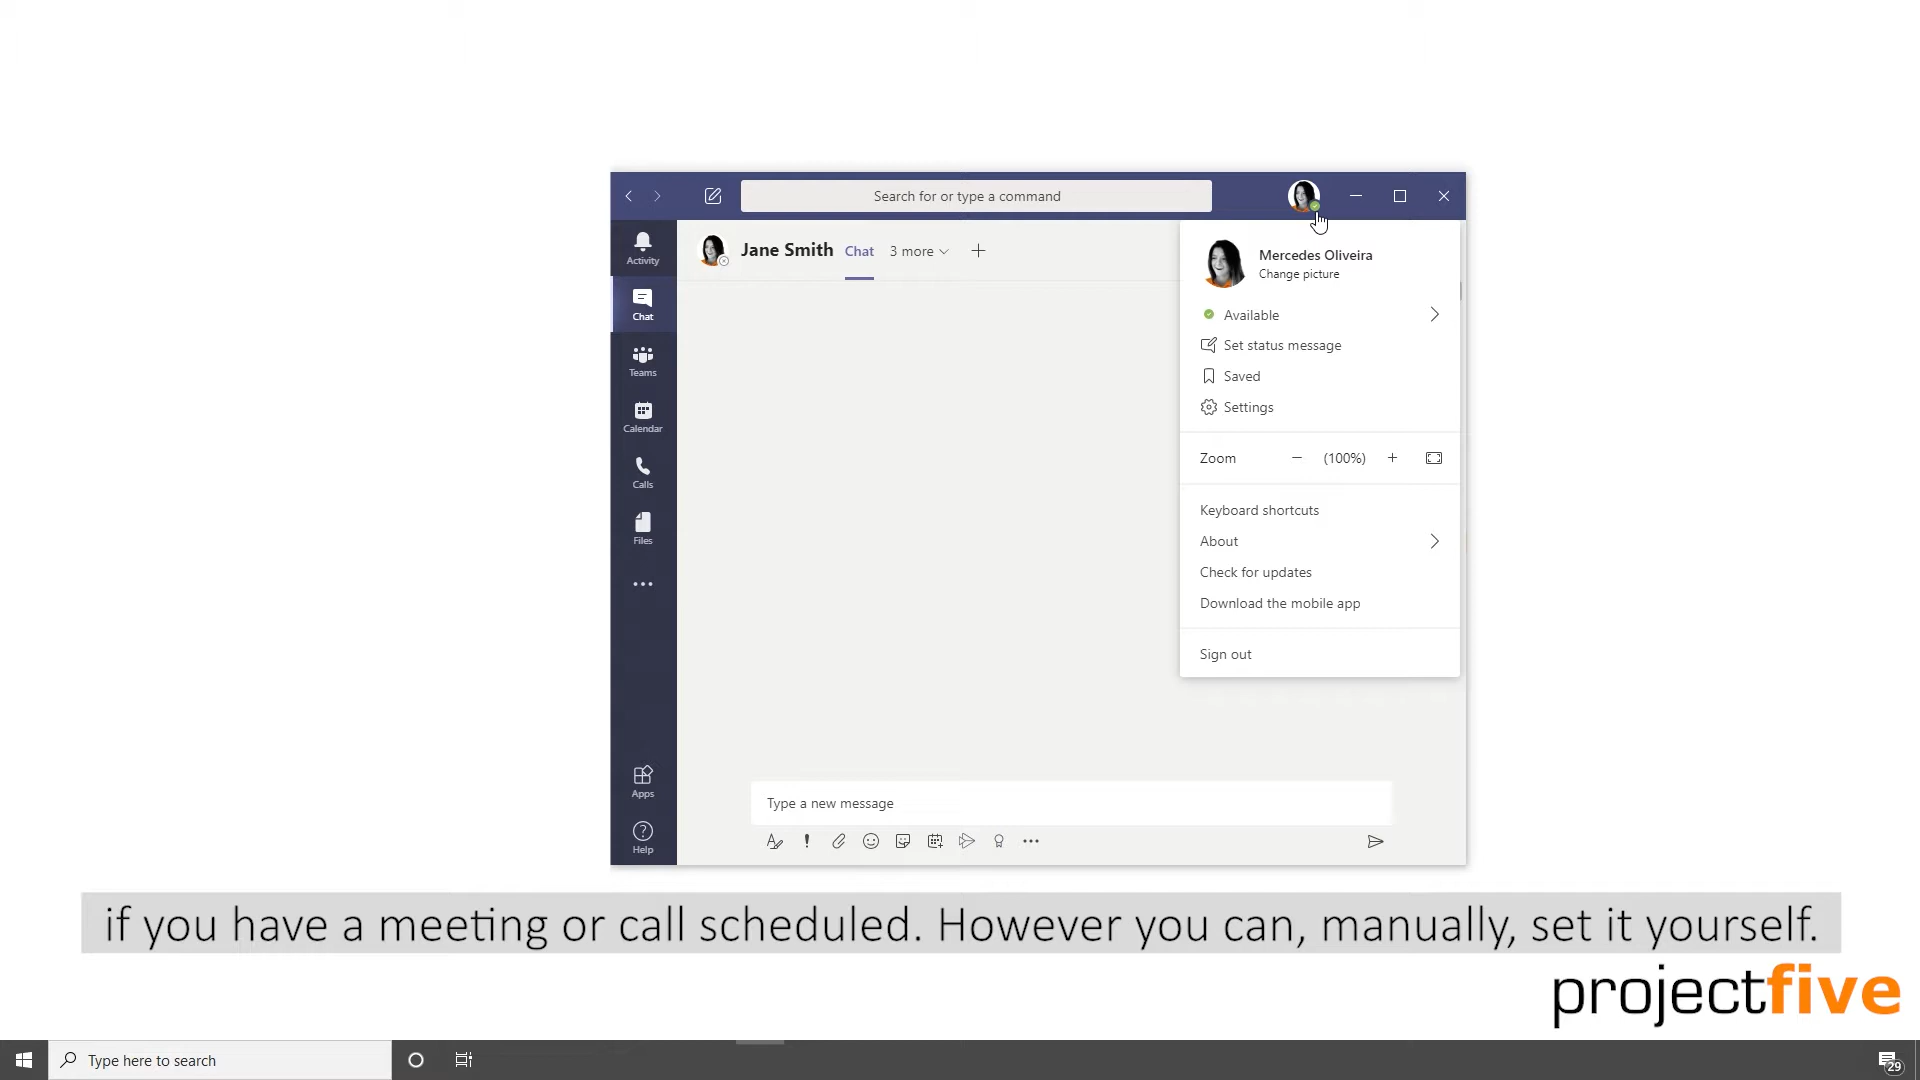 Search for or type a command
Activity
Chat
Teams
Calendar
Calls
Files
Apps
Help
Jane Smith Chat 3 more
Mercedes Oliveira
Change picture
Available
Set status message
Saved
Settings
Zoom (100%)
Keyboard shortcuts
About
Check for updates
Download the mobile app
Sign out
Type a new message
if you have a meeting or call scheduled. However you can, manually, set it yourself.
projectfive
Type here to search
29